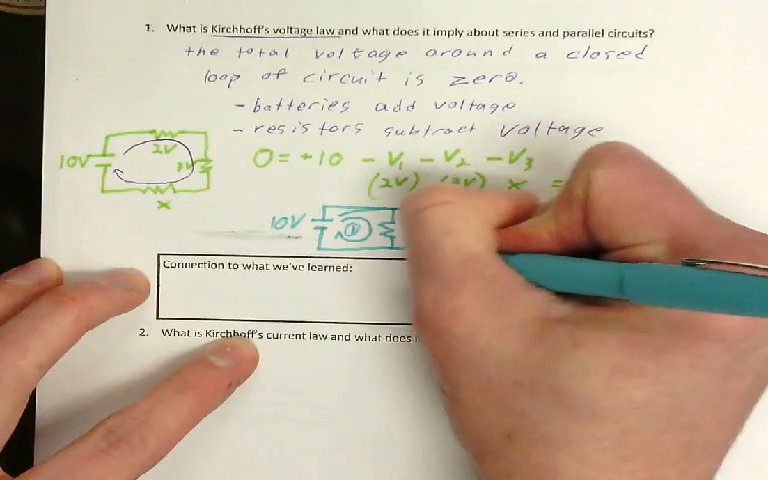 1. What is Kirchhoff's voltage law and what does it imply about series and parallel circuits?
the total voltage around a closed
loop of circuit is zero.
- batteries add voltage
- resistors subtract voltage
10V 2V 3V x
0 = +10 - V₁ - V₂ - V₃
(2V) (3V) x =
10V
Connection to what we've learned:
2. What is Kirchhoff's current law and what does